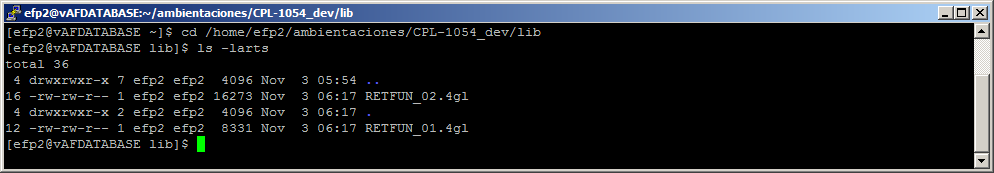 efp2@vAFDATABASE:~/ambientaciones/CPL-1054_dev/lib
[efp2@vAFDATABASE ~]$ cd /home/efp2/ambientaciones/CPL-1054_dev/lib
[efp2@vAFDATABASE lib]$ ls -larts
total 36
 4 drwxrwxr-x 7 efp2 efp2  4096 Nov  3 05:54 ..
16 -rw-rw-r-- 1 efp2 efp2 16273 Nov  3 06:17 RETFUN_02.4gl
 4 drwxrwxr-x 2 efp2 efp2  4096 Nov  3 06:17 .
12 -rw-rw-r-- 1 efp2 efp2  8331 Nov  3 06:17 RETFUN_01.4gl
[efp2@vAFDATABASE lib]$